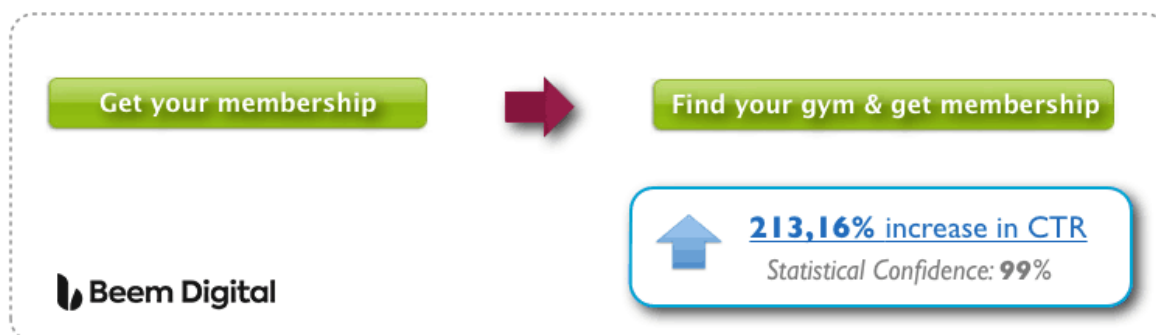 Get your membership
Find your gym & get membership
213,16% increase in CTR
Statistical Confidence: 99%
Beem Digital